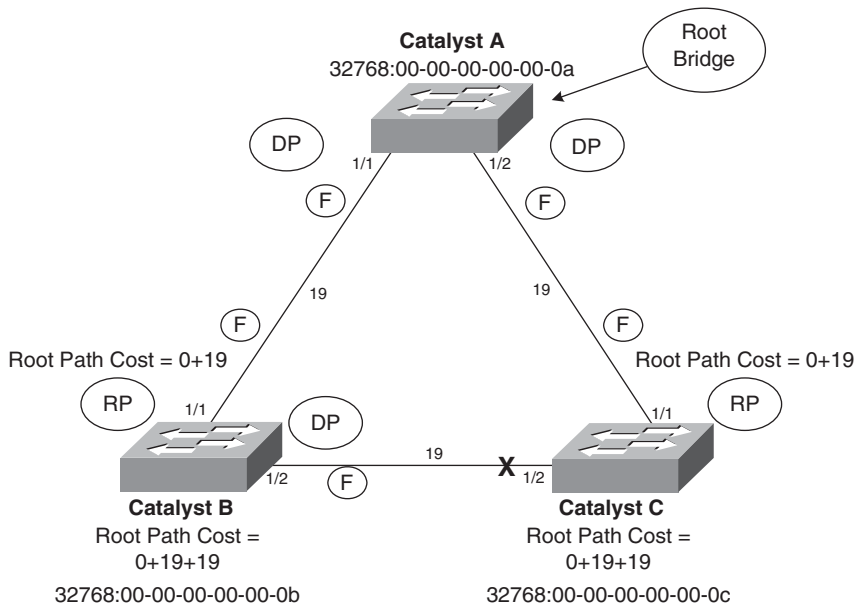 Root
Bridge
Catalyst A
32768:00-00-00-00-00-0a
DP
DP
1/1
1/2
F
F
19
19
F
F
Root Path Cost = 0+19
Root Path Cost = 0+19
RP
1/1
DP
1/1
RP
19
X
1/2
F
1/2
Catalyst B
Catalyst C
Root Path Cost =
0+19+19
Root Path Cost =
0+19+19
32768:00-00-00-00-00-0b
32768:00-00-00-00-00-0c